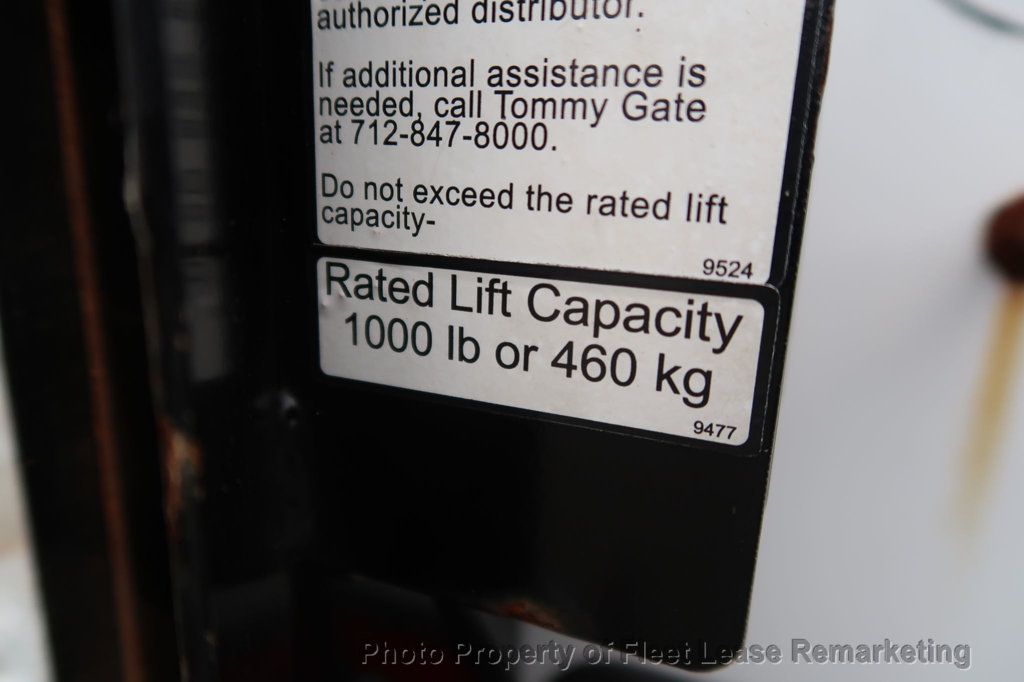 authorized distributor.
If additional assistance is
needed, call Tommy Gate
at 712-847-8000.
Do not exceed the rated lift
capacity-
9524
Rated Lift Capacity
1000 lb or 460 kg
9477
Photo Property of Fleet Lease Remarketing